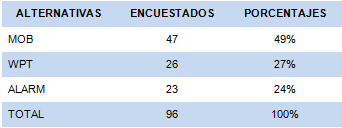 ALTERNATIVAS ENCUESTADOS PORCENTAJES
MOB 47 49%
WPT 26 27%
ALARM 23 24%
TOTAL 96 100%